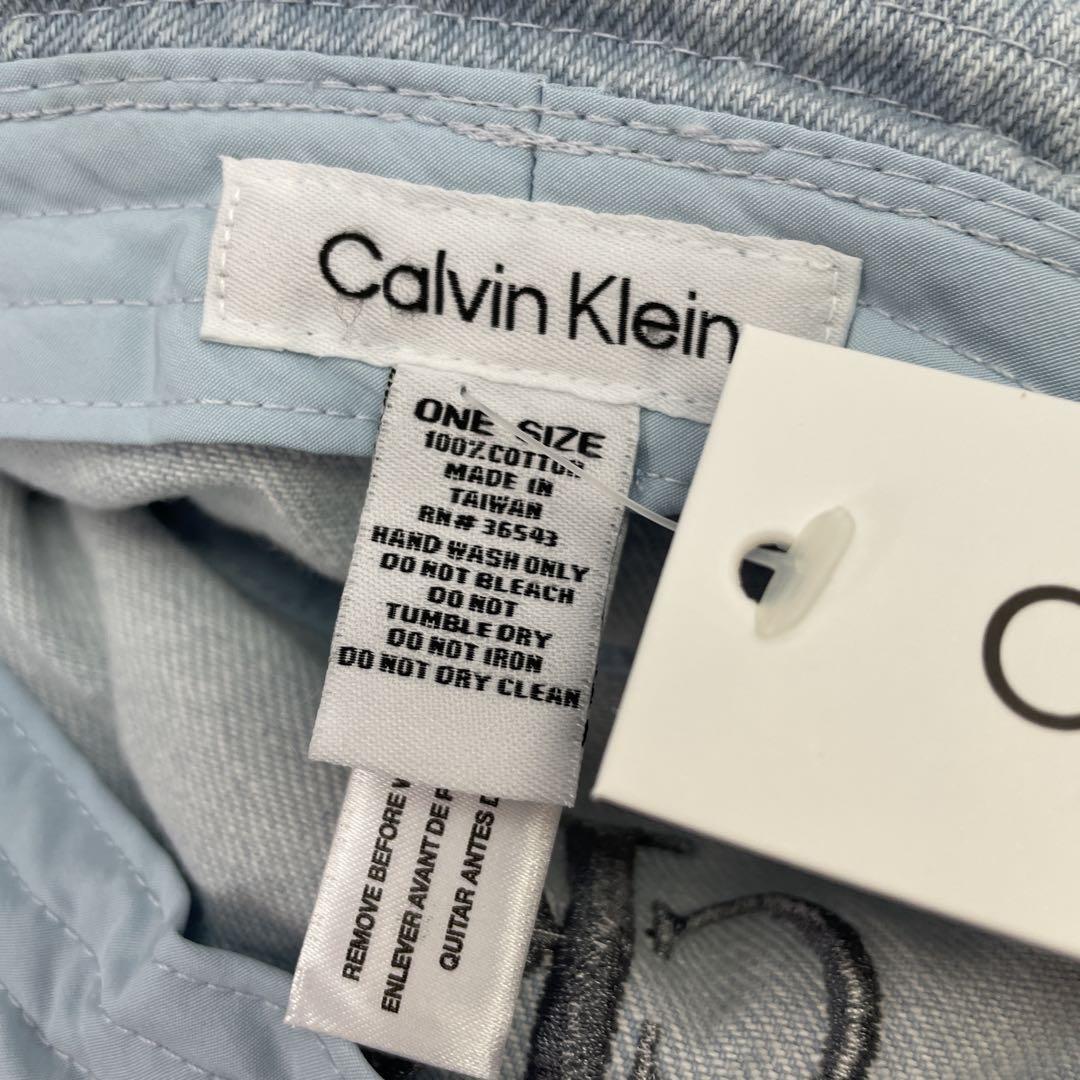 Calvin Klein
ONE SIZE
100% COTTON
MADE IN
TAIWAN
RN# 36543
HAND WASH ONLY
DO NOT BLEACH
DO NOT
TUMBLE DRY
DO NOT IRON
DO NOT DRY CLEAN
REMOVE BEFORE
ENLEVER AVANT DE
QUITAR ANTES